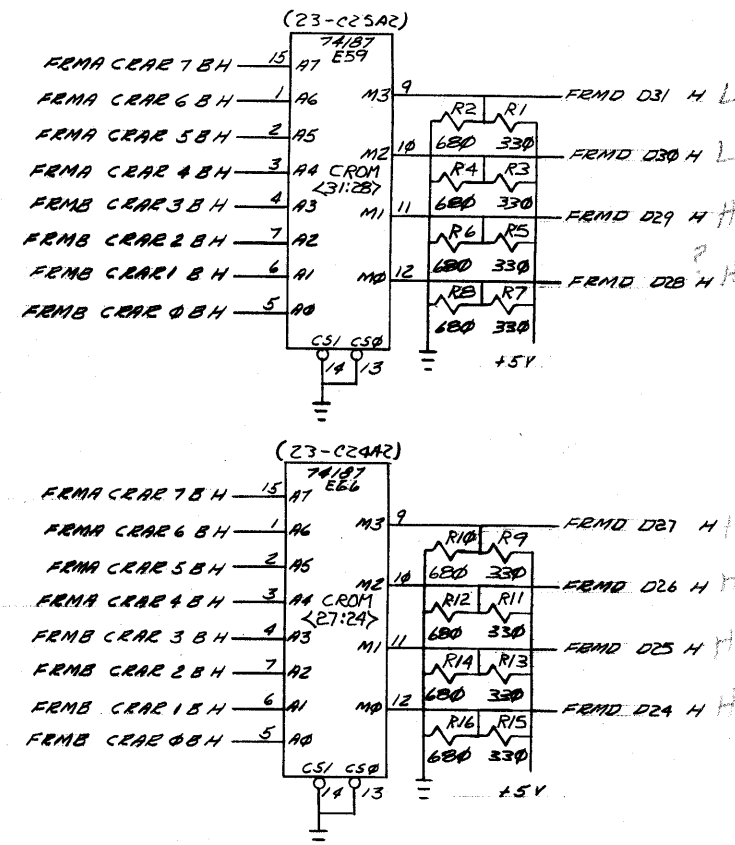 (23-C25A2)
74187
E59
FRMA CRAR 7 B H 15 A7
FRMA CRAR 6 B H 1 A6 M3 9 FRMD D31 H L
FRMA CRAR 5 B H 2 A5 R2 R1
680 330
FRMA CRAR 4 B H 3 A4 CROM M2 10 FRMD D30 H L
<31:28> R4 R3
680 330
FRMB CRAR 3 B H 4 A3 M1 11 FRMD D29 H H
FRMB CRAR 2 B H 7 A2 R6 R5 ?
680 330
FRMB CRAR 1 B H 6 A1 M0 12 FRMD D28 H H
FRMB CRAR 0 B H 5 A0 R8 R7
680 330
CS1 CS0
14 13
+5V
(23-C24A2)
74187
E66
FRMA CRAR 7 B H 15 A7
FRMA CRAR 6 B H 1 A6 M3 9 FRMD D27 H
FRMA CRAR 5 B H 2 A5 R10 R9
680 330
FRMA CRAR 4 B H 3 A4 CROM M2 10 FRMD D26 H H
<27:24> R12 R11
680 330
FRMB CRAR 3 B H 4 A3 M1 11 FRMD D25 H H
FRMB CRAR 2 B H 7 A2 R14 R13
680 330
FRMB CRAR 1 B H 6 A1 M0 12 FRMD D24 H H
FRMB CRAR 0 B H 5 A0 R16 R15
680 330
CS1 CS0
14 13
+5V